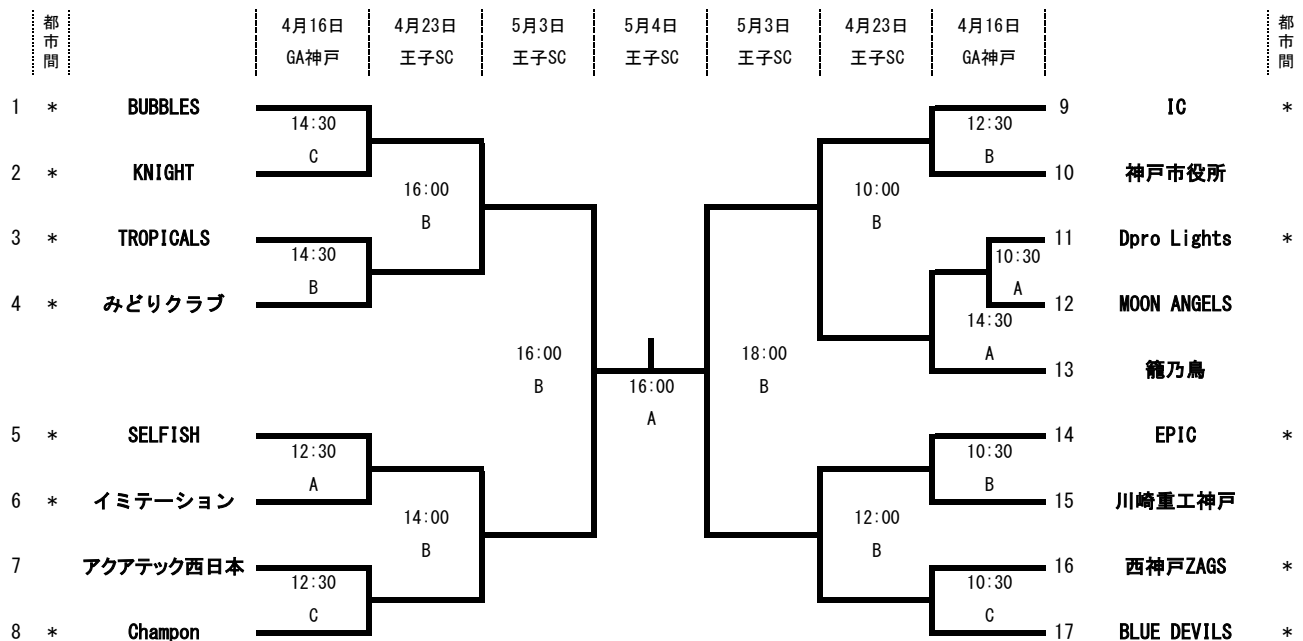 都市間 4月16日 4月23日 5月3日 5月4日 5月3日 4月23日 4月16日 都市間
GA神戸 王子SC 王子SC 王子SC 王子SC 王子SC GA神戸
1 * BUBBLES 9 IC *
14:30 12:30
C B
2 * KNIGHT 10 神戸市役所
16:00 10:00
B B
3 * TROPICALS 11 Dpro Lights *
14:30 10:30
B A
4 * みどりクラブ 12 MOON ANGELS
14:30
16:00 18:00 A
13 籠乃鳥
B 16:00 B
A
5 * SELFISH 14 EPIC *
12:30 10:30
A B
6 * イミテーション 15 川崎重工神戸
14:00 12:00
B B
7 アクアテック西日本 16 西神戸ZAGS *
12:30 10:30
C C
8 * Champon 17 BLUE DEVILS *